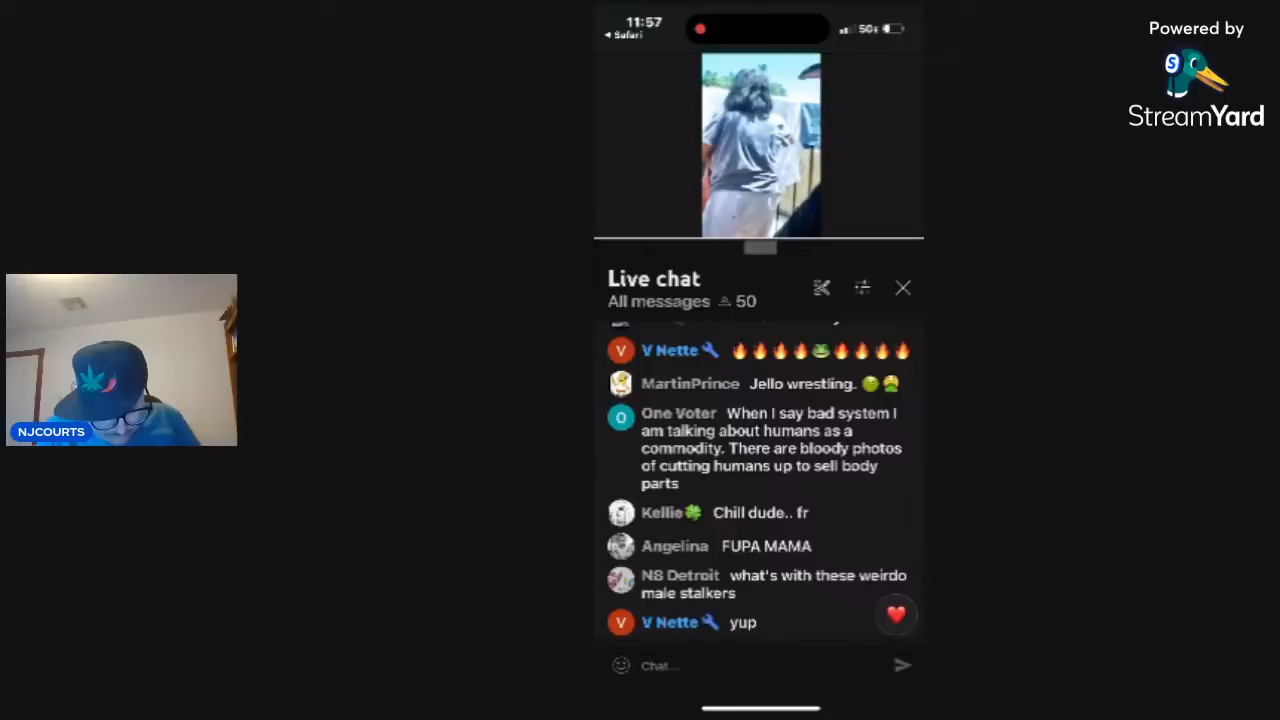 11:57
◄ Safari
5GE
Powered by
S
StreamYard
Live chat
All messages 50
V V Nette 🔧 🔥🔥🔥🔥🐸🔥🔥🔥🔥
MartinPrince Jello wrestling. 🤢🤮
O One Voter When I say bad system I
am talking about humans as a
commodity. There are bloody photos
of cutting humans up to sell body
parts
Kellie🍀 Chill dude.. fr
Angelina FUPA MAMA
N8 Detroit what's with these weirdo
male stalkers
V V Nette 🔧 yup
Chat...
NJCOURTS